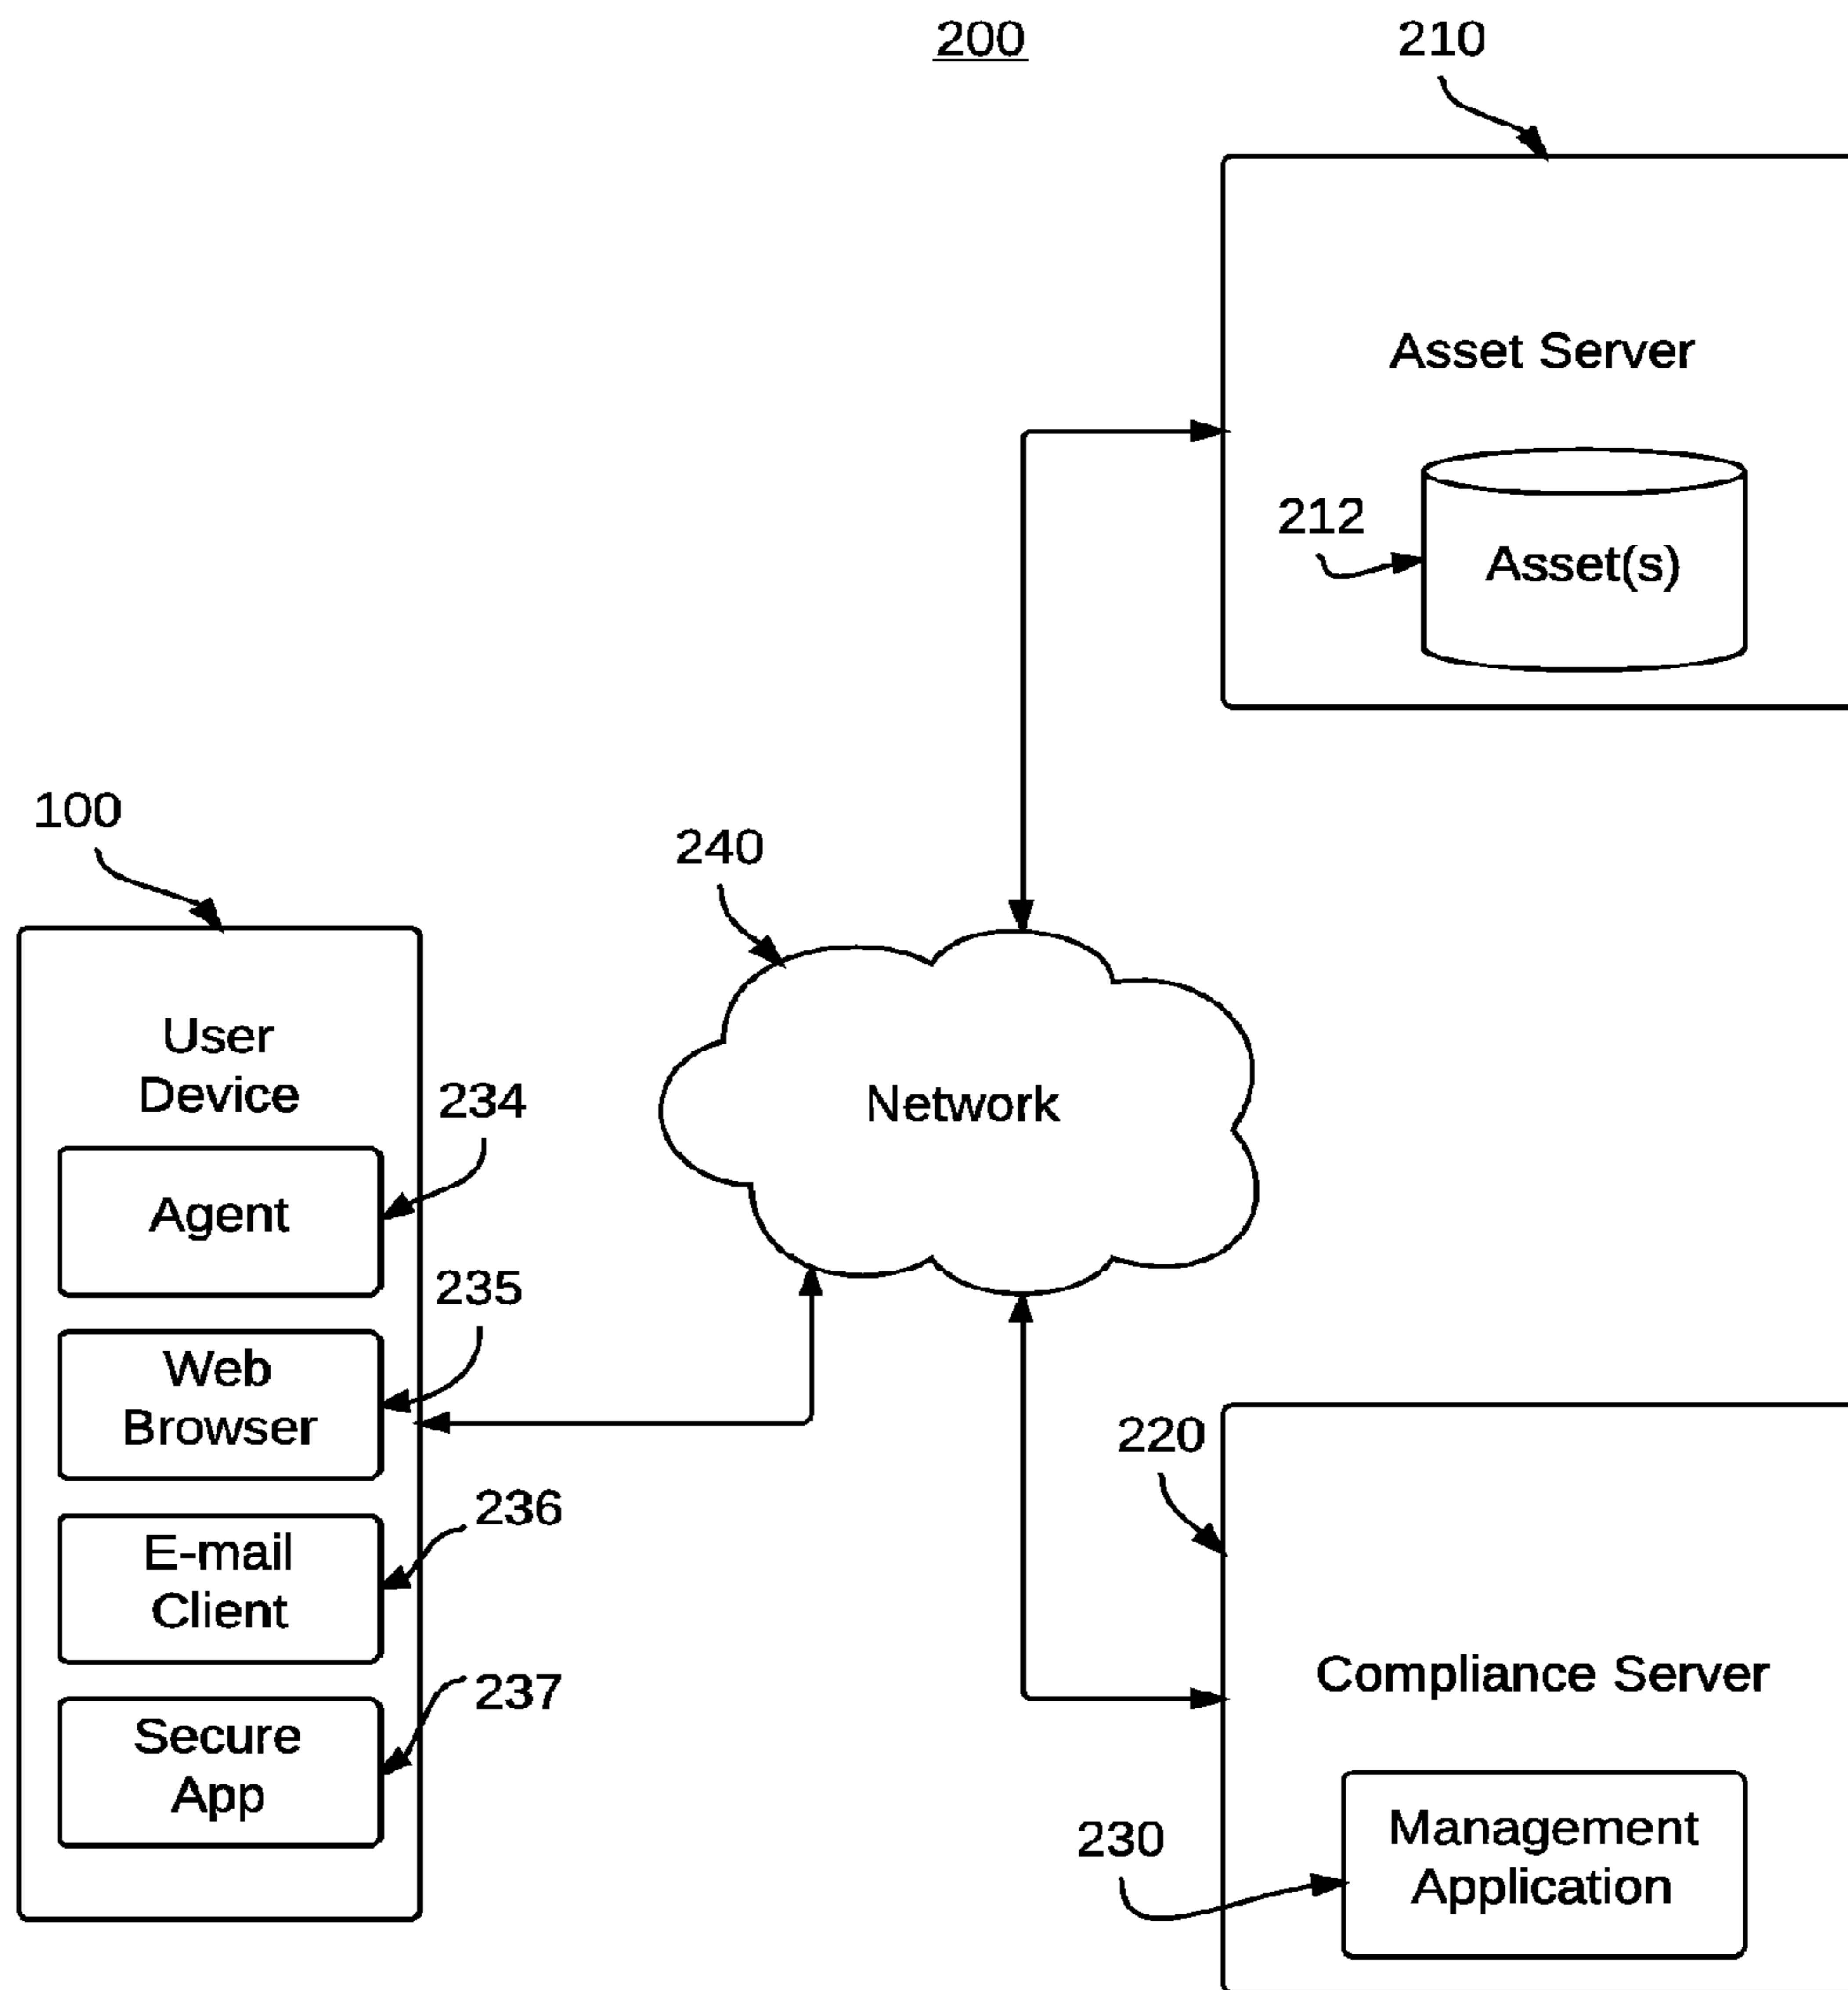 200
210
Asset Server
212
Asset(s)
100
240
User
Device
234
Network
Agent
235
Web
Browser
220
236
E-mail
Client
Compliance Server
237
Secure
App
230
Management
Application